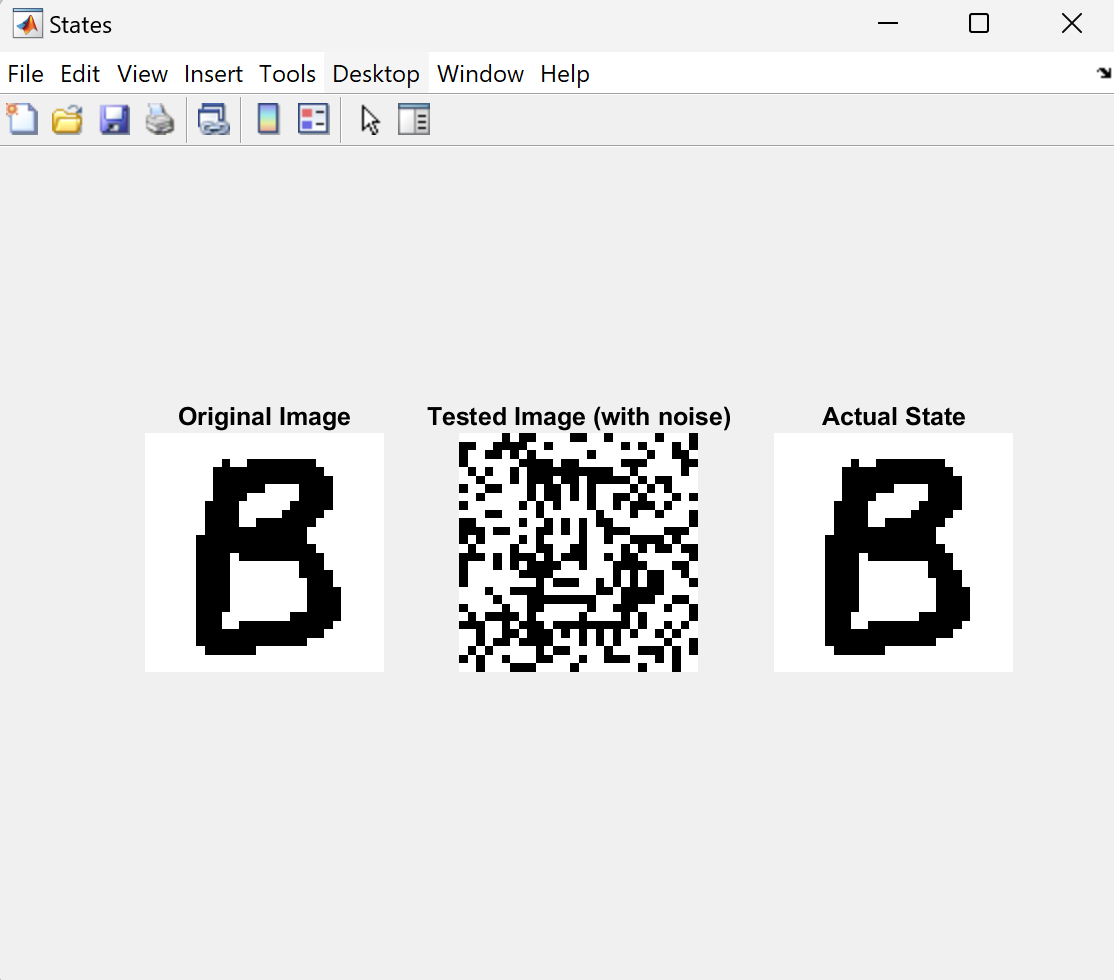 States
File Edit View Insert Tools Desktop Window Help
Original Image Tested Image (with noise) Actual State
B B